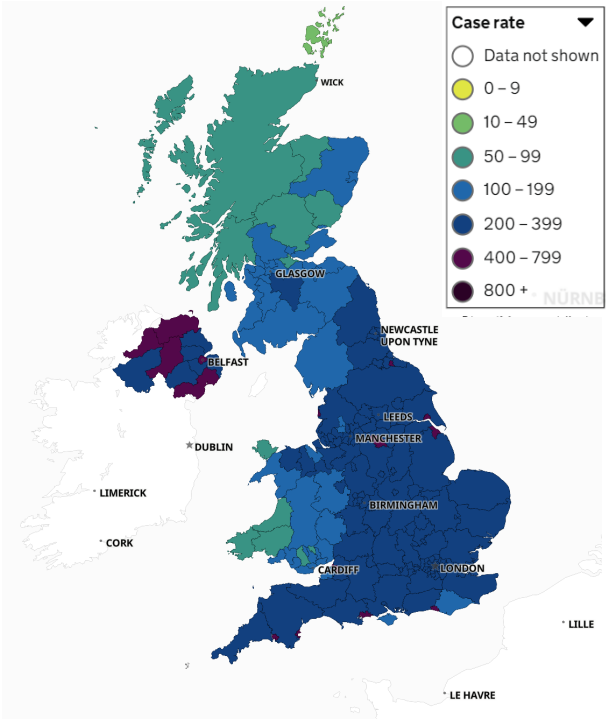 Case rate
Data not shown
0 – 9
10 – 49
50 – 99
100 – 199
200 – 399
400 – 799
800 +
NÜRNB
WICK
GLASGOW
NEWCASTLE
UPON TYNE
BELFAST
LEEDS
MANCHESTER
DUBLIN
LIMERICK
BIRMINGHAM
CORK
CARDIFF
LONDON
LILLE
LE HAVRE